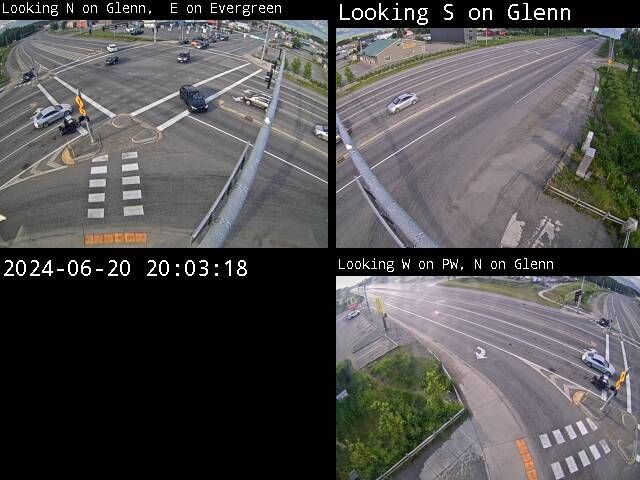 Looking N on Glenn,  E on Evergreen
Looking S on Glenn
2024-06-20 20:03:18
Looking W on PW, N on Glenn